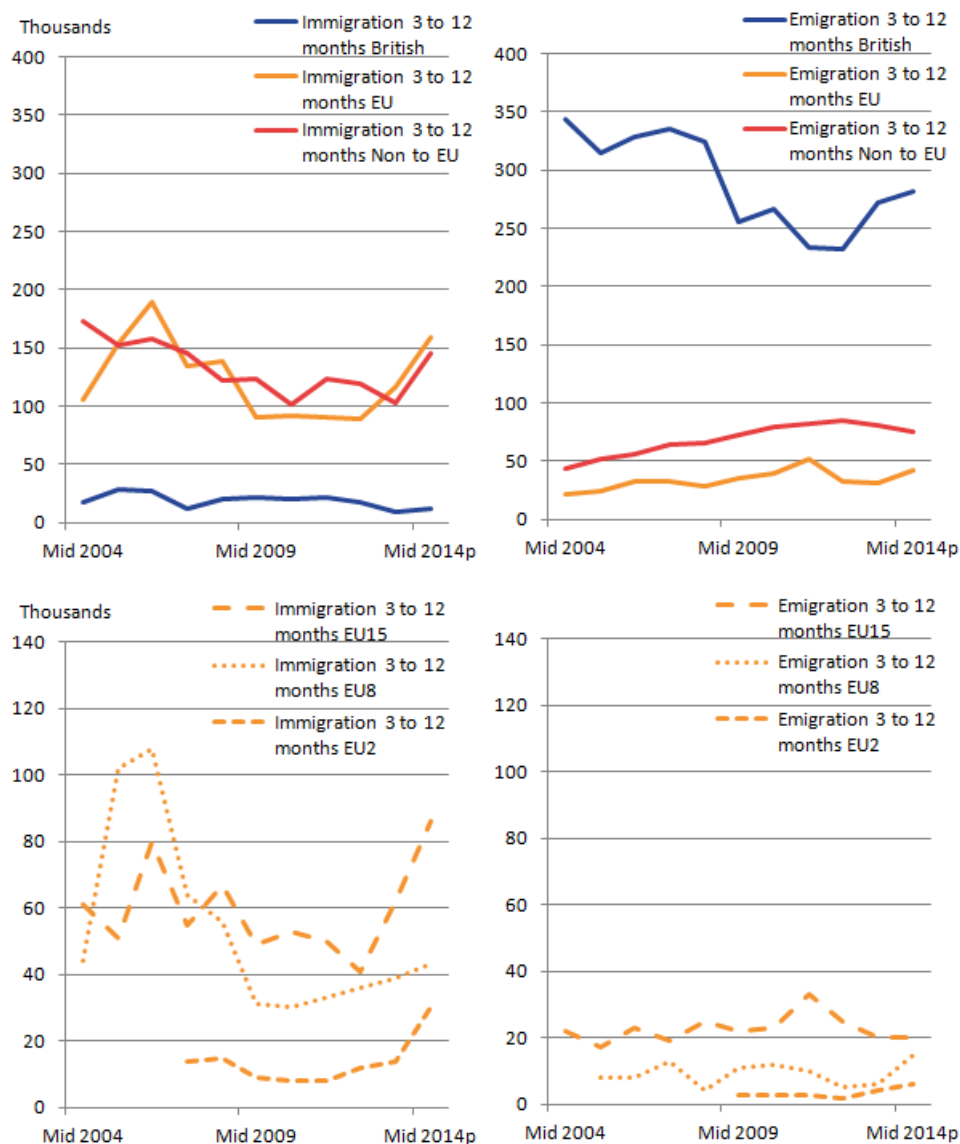 Thousands
Immigration 3 to 12
months British
Immigration 3 to 12
months EU
Immigration 3 to 12
months Non to EU
400
350
300
250
200
150
100
50
0
Mid 2004
Mid 2009
Mid 2014p
Emigration 3 to 12
months British
Emigration 3 to 12
months EU
Emigration 3 to 12
months Non to EU
400
350
300
250
200
150
100
50
0
Mid 2004
Mid 2009
Mid 2014p
Thousands
Immigration 3 to 12
months EU15
Immigration 3 to 12
months EU8
Immigration 3 to 12
months EU2
140
120
100
80
60
40
20
0
Mid 2004
Mid 2009
Mid 2014p
Emigration 3 to 12
months EU15
Emigration 3 to 12
months EU8
Emigration 3 to 12
months EU2
140
120
100
80
60
40
20
0
Mid 2004
Mid 2009
Mid 2014p